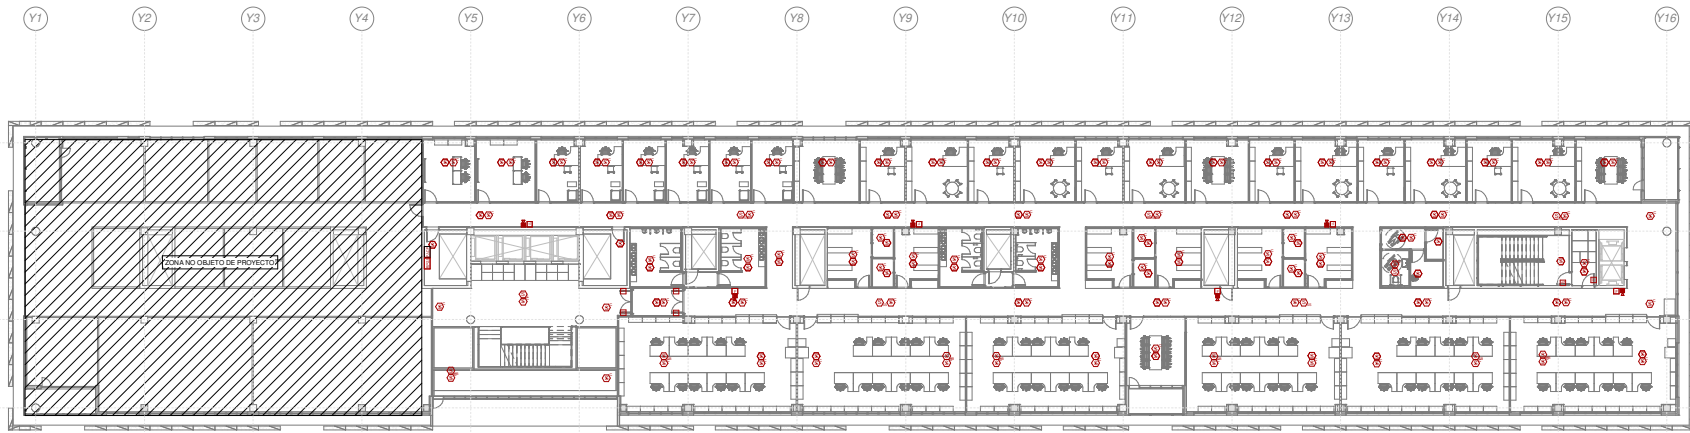 Y1 Y2 Y3 Y4 Y5 Y6 Y7 Y8 Y9 Y10 Y11 Y12 Y13 Y14 Y15 Y16
ZONA NO OBJETO DE PROYECTO